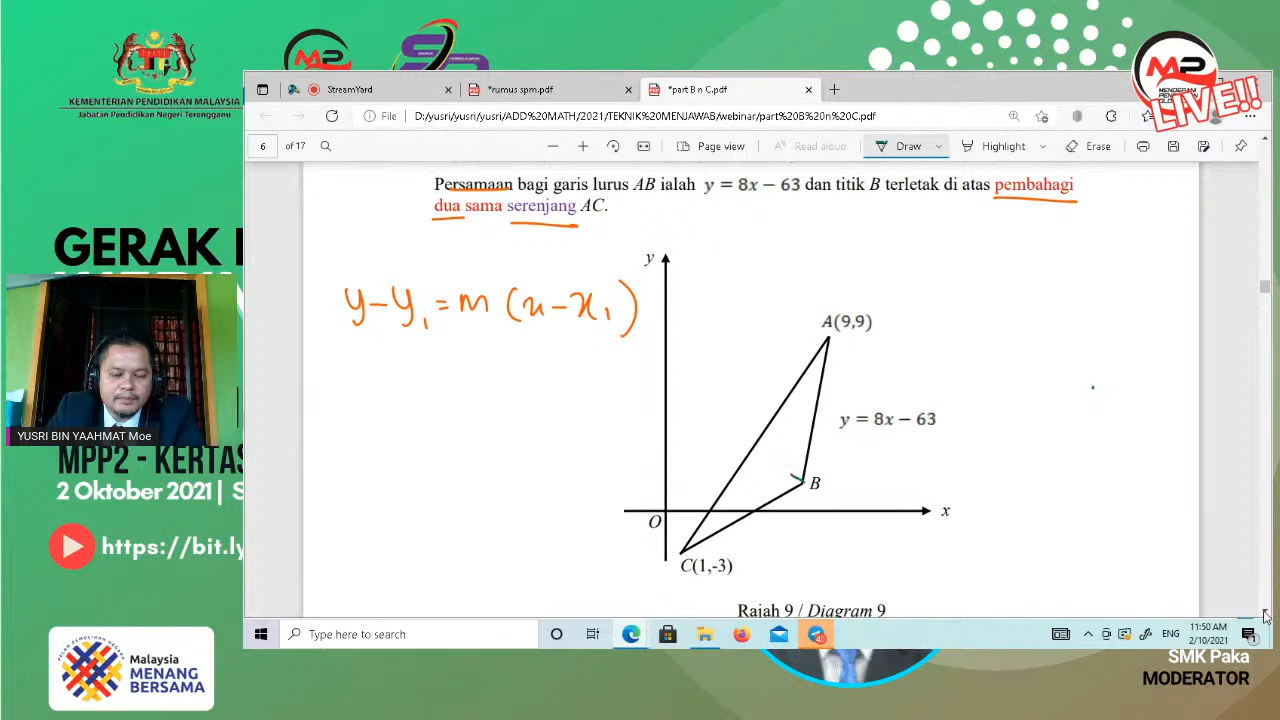 KEMENTERIAN PENDIDIKAN MALAYSIA
Jabatan Pendidikan Negeri Terengganu
MP
StreamYard
*rumus spm.pdf
*part B n C.pdf
File
D:/yusri/yusri/yusri/ADD%20MATH/2021/TEKNIK%20MENJAWAB/webinar/part%20B%20n%20C.pdf
6 of 17
Page view
Read aloud
Draw
Highlight
Erase
MP
LIVE!!
Persamaan bagi garis lurus AB ialah y = 8x − 63 dan titik B terletak di atas pembahagi
dua sama serenjang AC.
y
y − y₁ = m (x − x₁)
A(9,9)
y = 8x − 63
B
O
x
C(1,-3)
Rajah 9 / Diagram 9
GERAK
YUSRI BIN YAAHMAT Moe
MPP2 - KERTAS
2 Oktober 2021| S
https://bit.ly
Type here to search
40
ENG
11:50 AM
2/10/2021
1
Malaysia
MENANG
BERSAMA
SMK Paka
MODERATOR